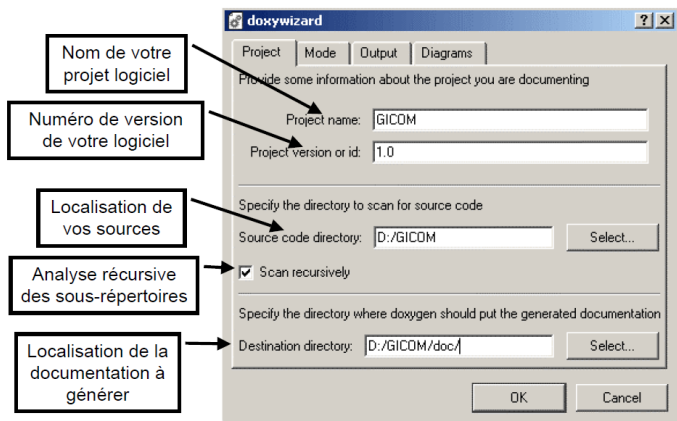 doxywizard
Project Mode Output Diagrams
Provide some information about the project you are documenting
Nom de votre
projet logiciel
Project name: GICOM
Numéro de version
de votre logiciel
Project version or id: 1.0
Specify the directory to scan for source code
Localisation de
vos sources
Source code directory: D:/GICOM Select...
Analyse récursive
des sous-répertoires
Scan recursively
Specify the directory where doxygen should put the generated documentation
Localisation de la
documentation à
générer
Destination directory: D:/GICOM/doc/ Select...
OK Cancel